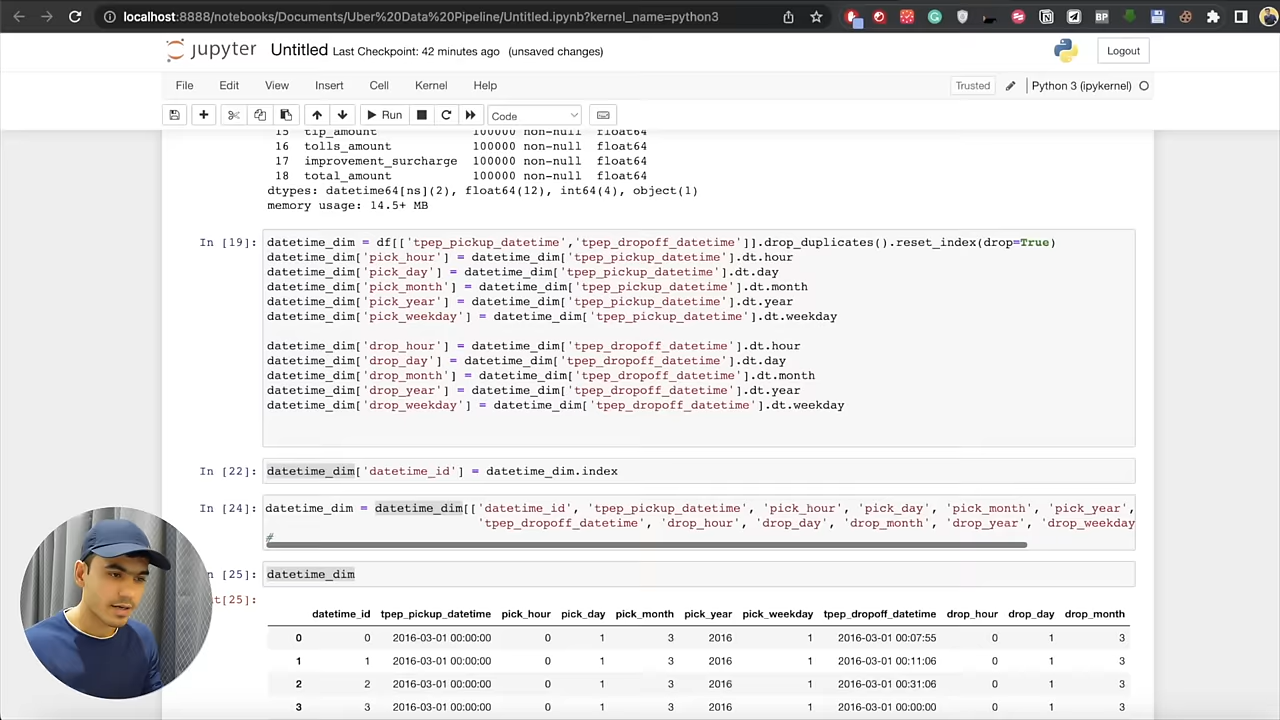 localhost:8888/notebooks/Documents/Uber%20Data%20Pipeline/Untitled.ipynb?kernel_name=python3
BP
jupyter Untitled Last Checkpoint: 42 minutes ago (unsaved changes)
Logout
File Edit View Insert Cell Kernel Help
Trusted Python 3 (ipykernel)
Run Code
15 tip_amount 100000 non-null float64
16 tolls_amount 100000 non-null float64
17 improvement_surcharge 100000 non-null float64
18 total_amount 100000 non-null float64
dtypes: datetime64[ns](2), float64(12), int64(4), object(1)
memory usage: 14.5+ MB
In [19]: datetime_dim = df[['tpep_pickup_datetime','tpep_dropoff_datetime']].drop_duplicates().reset_index(drop=True)
datetime_dim['pick_hour'] = datetime_dim['tpep_pickup_datetime'].dt.hour
datetime_dim['pick_day'] = datetime_dim['tpep_pickup_datetime'].dt.day
datetime_dim['pick_month'] = datetime_dim['tpep_pickup_datetime'].dt.month
datetime_dim['pick_year'] = datetime_dim['tpep_pickup_datetime'].dt.year
datetime_dim['pick_weekday'] = datetime_dim['tpep_pickup_datetime'].dt.weekday
datetime_dim['drop_hour'] = datetime_dim['tpep_dropoff_datetime'].dt.hour
datetime_dim['drop_day'] = datetime_dim['tpep_dropoff_datetime'].dt.day
datetime_dim['drop_month'] = datetime_dim['tpep_dropoff_datetime'].dt.month
datetime_dim['drop_year'] = datetime_dim['tpep_dropoff_datetime'].dt.year
datetime_dim['drop_weekday'] = datetime_dim['tpep_dropoff_datetime'].dt.weekday
In [22]: datetime_dim['datetime_id'] = datetime_dim.index
In [24]: datetime_dim = datetime_dim[['datetime_id', 'tpep_pickup_datetime', 'pick_hour', 'pick_day', 'pick_month', 'pick_year',
'tpep_dropoff_datetime', 'drop_hour', 'drop_day', 'drop_month', 'drop_year', 'drop_weekday
#
n [25]: datetime_dim
t[25]:
datetime_id tpep_pickup_datetime pick_hour pick_day pick_month pick_year pick_weekday tpep_dropoff_datetime drop_hour drop_day drop_month
0 0 2016-03-01 00:00:00 0 1 3 2016 1 2016-03-01 00:07:55 0 1 3
1 1 2016-03-01 00:00:00 0 1 3 2016 1 2016-03-01 00:11:06 0 1 3
2 2 2016-03-01 00:00:00 0 1 3 2016 1 2016-03-01 00:31:06 0 1 3
3 3 2016-03-01 00:00:00 0 1 3 2016 1 2016-03-01 00:00:00 0 1 3